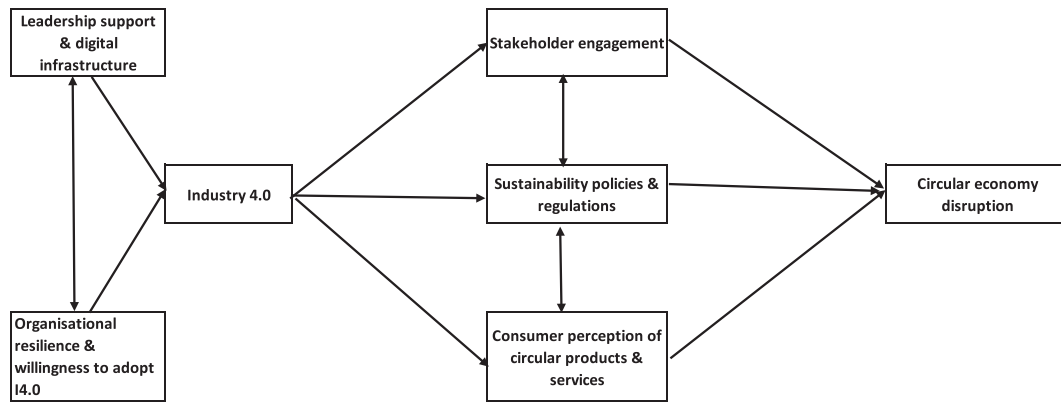 Leadership support
& digital
infrastructure
Organisational
resilience &
willingness to adopt
I4.0
Industry 4.0
Stakeholder engagement
Sustainability policies &
regulations
Consumer perception of
circular products &
services
Circular economy
disruption